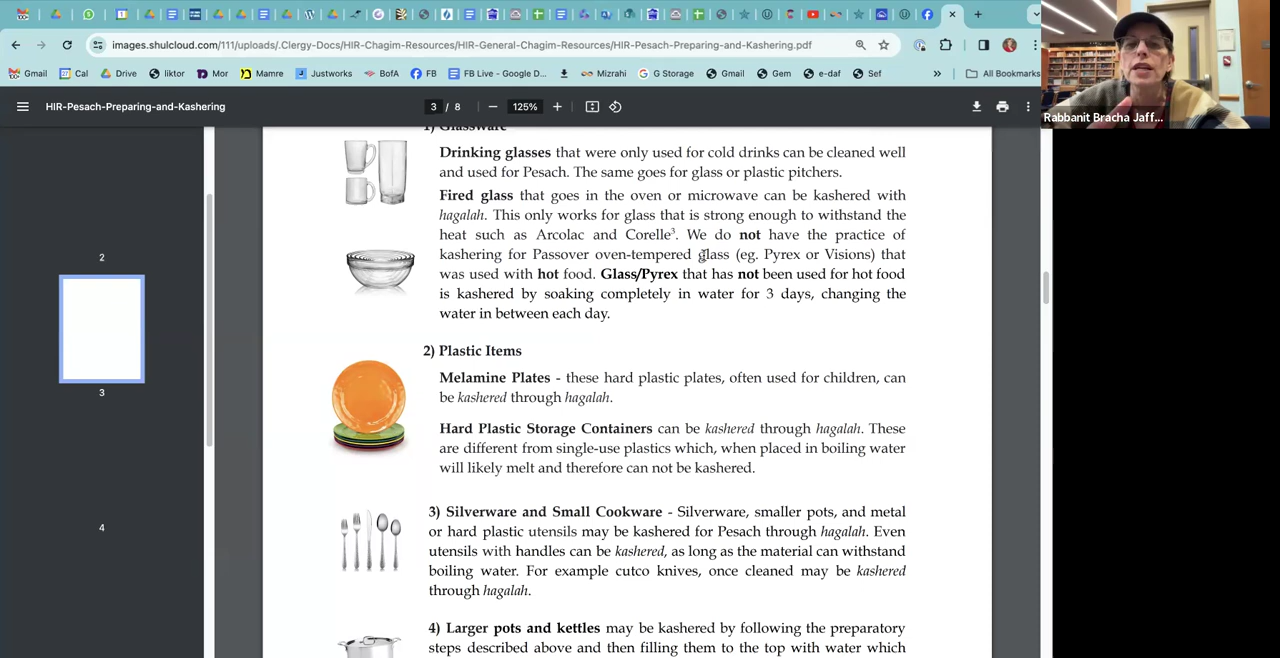 images.shulcloud.com/111/uploads/.Clergy-Docs/HIR-Chagim-Resources/HIR-General-Chagim-Resources/HIR-Pesach-Preparing-and-Kashering.pdf
Gmail Cal Drive liktor Mor Mamre Justworks BofA FB FB Live - Google D... Mizrahi G Storage Gmail Gem e-daf Sef » All Bookmarks
HIR-Pesach-Preparing-and-Kashering
3 / 8 − 125% +
Rabbanit Bracha Jaff...
2
3
4
1) Glassware
Drinking glasses that were only used for cold drinks can be cleaned well
and used for Pesach. The same goes for glass or plastic pitchers.
Fired glass that goes in the oven or microwave can be kashered with
hagalah. This only works for glass that is strong enough to withstand the
heat such as Arcolac and Corelle³. We do not have the practice of
kashering for Passover oven-tempered glass (eg. Pyrex or Visions) that
was used with hot food. Glass/Pyrex that has not been used for hot food
is kashered by soaking completely in water for 3 days, changing the
water in between each day.
2) Plastic Items
Melamine Plates - these hard plastic plates, often used for children, can
be kashered through hagalah.
Hard Plastic Storage Containers can be kashered through hagalah. These
are different from single-use plastics which, when placed in boiling water
will likely melt and therefore can not be kashered.
3) Silverware and Small Cookware - Silverware, smaller pots, and metal
or hard plastic utensils may be kashered for Pesach through hagalah. Even
utensils with handles can be kashered, as long as the material can withstand
boiling water. For example cutco knives, once cleaned may be kashered
through hagalah.
4) Larger pots and kettles may be kashered by following the preparatory
steps described above and then filling them to the top with water which